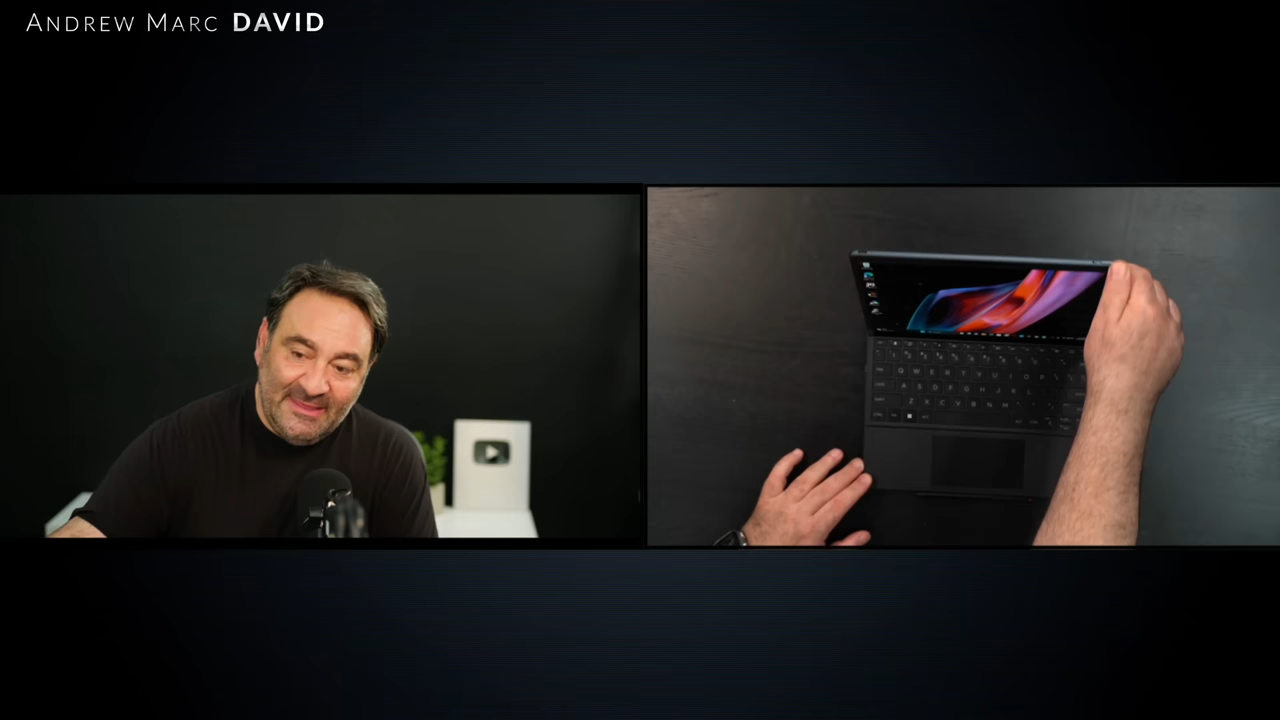 ANDREW MARC DAVID
Q W E R T Y U I O P
A S D F G H J K L
Z X C V B N M